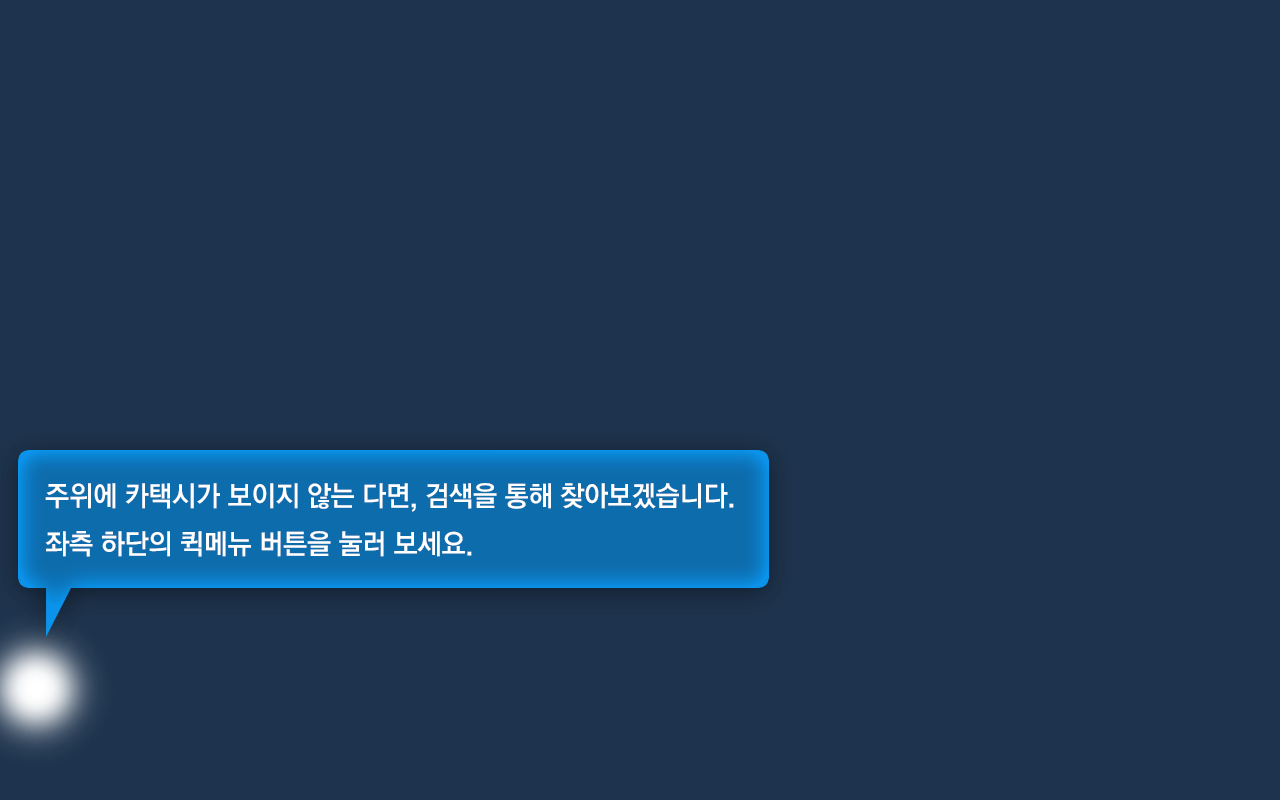 주위에 카택시가 보이지 않는 다면, 검색을 통해 찾아보겠습니다.
좌측 하단의 퀵메뉴 버튼을 눌러 보세요.